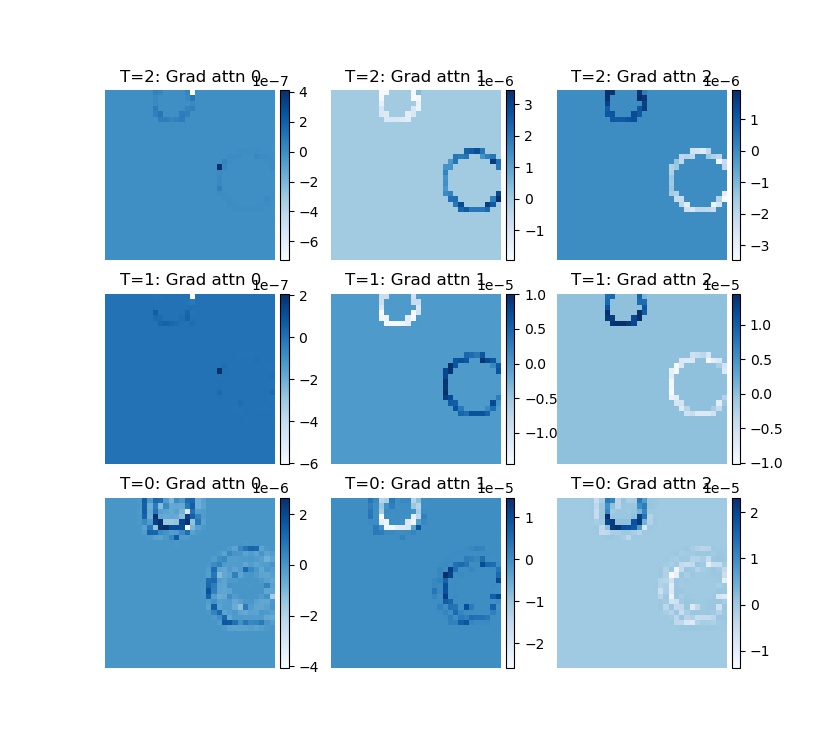 T=2: Grad attn 0
1e−7
T=2: Grad attn 1
1e−6
T=2: Grad attn 2
1e−6
4
2
0
−2
−4
−6
3
2
1
0
−1
1
0
−1
−2
−3
T=1: Grad attn 0
1e−7
T=1: Grad attn 1
1e−5
T=1: Grad attn 2
1e−5
2
0
−2
−4
−6
1.0
0.5
0.0
−0.5
−1.0
1.0
0.5
0.0
−0.5
−1.0
T=0: Grad attn 0
1e−6
T=0: Grad attn 1
1e−5
T=0: Grad attn 2
1e−5
2
0
−2
−4
1
0
−1
−2
2
1
0
−1